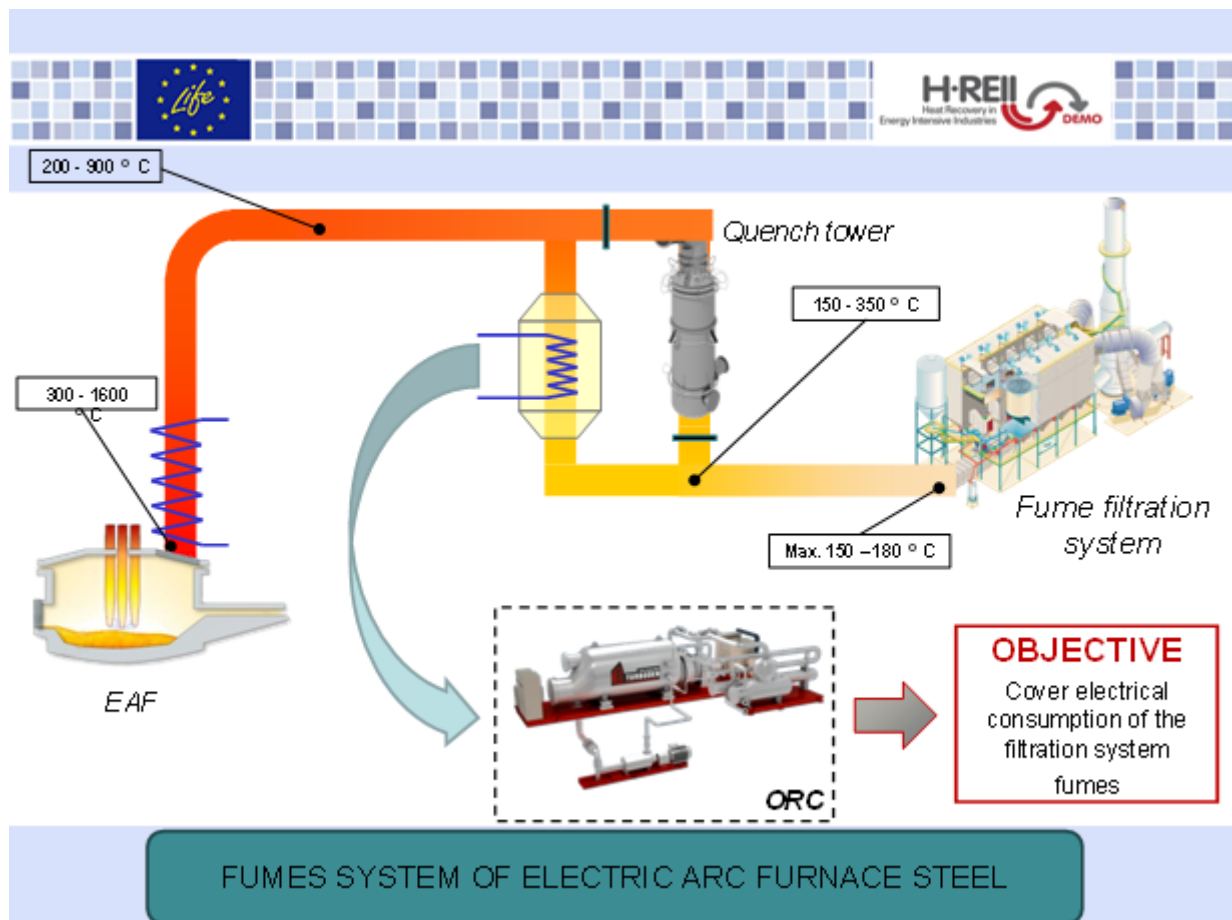 Life
H-REII
Heat Recovery in
Energy Intensive Industries
DEMO
200 - 900 ° C
Quench tower
150 - 350 ° C
300 - 1600
° C
Fume filtration
system
Max. 150 –180 ° C
EAF
TURBODEN
ORC
OBJECTIVE
Cover electrical
consumption of the
filtration system
fumes
FUMES SYSTEM OF ELECTRIC ARC FURNACE STEEL